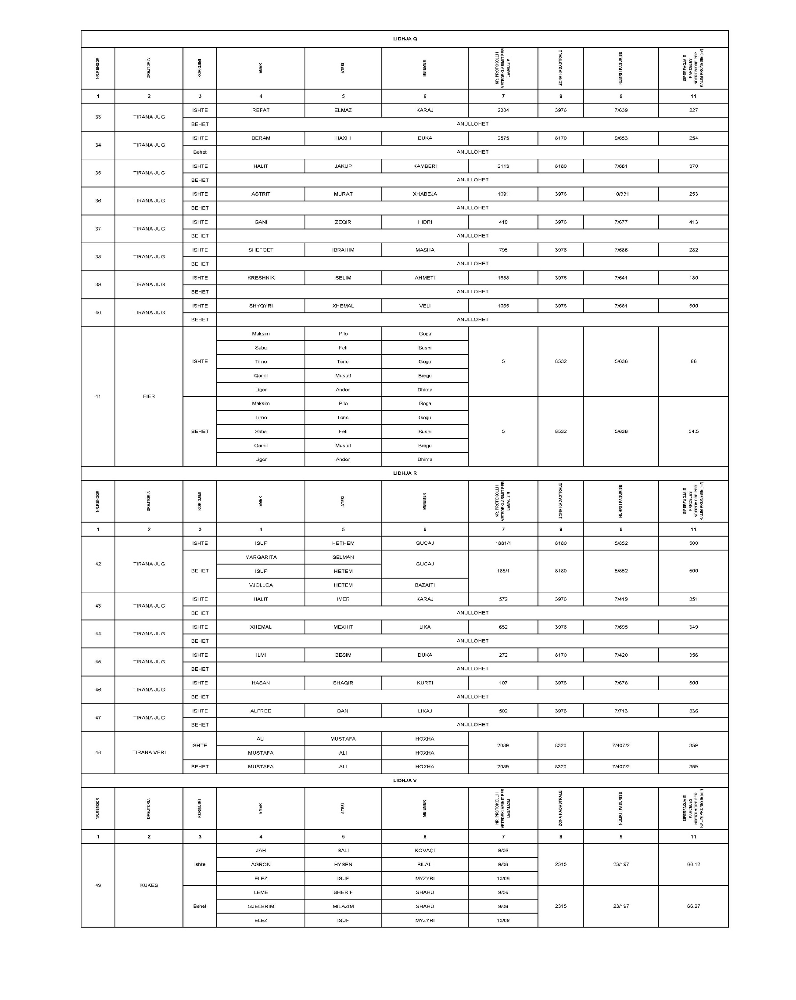 LIDHJA Q
NR.RENDOR DREJTORIA KORIGJIMI EMER ATESI MBIEMER NR. PROTOKOLLI I VETEDEKLARIMIT PER LEGALIZIM ZONA KADASTRALE NUMRI I PASURISE SIPERFAQJA E PARCELES NDERTIMORE PER KALIM PRONESIE (m²)
1 2 3 4 5 6 7 8 9 11
33 TIRANA JUG ISHTE REFAT ELMAZ KARAJ 2384 3976 7/639 227
BEHET ANULLOHET
34 TIRANA JUG ISHTE BERAM HAXHI DUKA 2575 8170 9/653 254
Behet ANULLOHET
35 TIRANA JUG ISHTE HALIT JAKUP KAMBERI 2113 8180 7/661 370
BEHET ANULLOHET
36 TIRANA JUG ISHTE ASTRIT MURAT XHABEJA 1091 3976 10/331 253
BEHET ANULLOHET
37 TIRANA JUG ISHTE GANI ZEQIR HIDRI 419 3976 7/677 413
BEHET ANULLOHET
38 TIRANA JUG ISHTE SHEFQET IBRAHIM MASHA 795 3976 7/686 282
BEHET ANULLOHET
39 TIRANA JUG ISHTE KRESHNIK SELIM AHMETI 1688 3976 7/641 180
BEHET ANULLOHET
40 TIRANA JUG ISHTE SHYQYRI XHEMAL VELI 1065 3976 7/681 500
BEHET ANULLOHET
41 FIER ISHTE Maksim Pilo Goga 5 8532 5/636 66
Saba Feti Bushi
Timo Tonci Gogu
Qamil Mustaf Bregu
Ligor Andon Dhima
BEHET Maksim Pilo Goga 5 8532 5/636 54.5
Timo Tonci Gogu
Saba Feti Bushi
Qamil Mustaf Bregu
Ligor Andon Dhima
LIDHJA R
NR.RENDOR DREJTORIA KORIGJIMI EMER ATESI MBIEMER NR. PROTOKOLLI I VETEDEKLARIMIT PER LEGALIZIM ZONA KADASTRALE NUMRI I PASURISE SIPERFAQJA E PARCELES NDERTIMORE PER KALIM PRONESIE (m²)
1 2 3 4 5 6 7 8 9 11
42 TIRANA JUG ISHTE ISUF HETHEM GUCAJ 1881/1 8180 5/852 500
BEHET MARGARITA SELMAN GUCAJ 188/1 8180 5/852 500
ISUF HETEM
VJOLLCA HETEM BAZAITI
43 TIRANA JUG ISHTE HALIT IMER KARAJ 572 3976 7/419 351
BEHET ANULLOHET
44 TIRANA JUG ISHTE XHEMAL MEXHIT LIKA 652 3976 7/695 349
BEHET ANULLOHET
45 TIRANA JUG ISHTE ILMI BESIM DUKA 272 8170 7/420 356
BEHET ANULLOHET
46 TIRANA JUG ISHTE HASAN SHAQIR KURTI 107 3976 7/678 500
BEHET ANULLOHET
47 TIRANA JUG ISHTE ALFRED QANI LIKAJ 502 3976 7/713 336
BEHET ANULLOHET
48 TIRANA VERI ISHTE ALI MUSTAFA HOXHA 2089 8320 7/407/2 359
MUSTAFA ALI HOXHA
BEHET MUSTAFA ALI HOXHA 2089 8320 7/407/2 359
LIDHJA V
NR.RENDOR DREJTORIA KORIGJIMI EMER ATESI MBIEMER NR. PROTOKOLLI I VETEDEKLARIMIT PER LEGALIZIM ZONA KADASTRALE NUMRI I PASURISE SIPERFAQJA E PARCELES NDERTIMORE PER KALIM PRONESIE (m²)
1 2 3 4 5 6 7 8 9 11
49 KUKES Ishte JAH SALI KOVAÇI 9/06 2315 23/197 68.12
AGRON HYSEN BILALI 9/06
ELEZ ISUF MYZYRI 10/06
Bëhet LEME SHERIF SHAHU 9/06 2315 23/197 66.27
GJELBRIM MILAZIM SHAHU 9/06
ELEZ ISUF MYZYRI 10/06